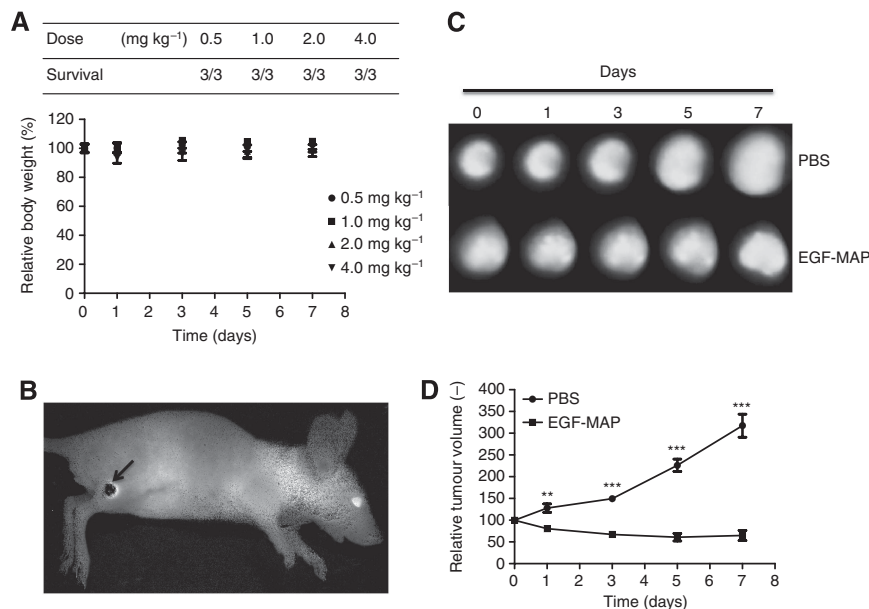 A
Dose (mg kg⁻¹) 0.5 1.0 2.0 4.0
Survival 3/3 3/3 3/3 3/3
120
100
80
60
40
20
0
Relative body weight (%)
0.5 mg kg⁻¹
1.0 mg kg⁻¹
2.0 mg kg⁻¹
4.0 mg kg⁻¹
0 1 2 3 4 5 6 7 8
Time (days)
C
Days
0 1 3 5 7
PBS
EGF-MAP
B
D
400
350
300
250
200
150
100
50
0
Relative tumour volume (–)
PBS
EGF-MAP
**
***
***
***
0 1 2 3 4 5 6 7 8
Time (days)